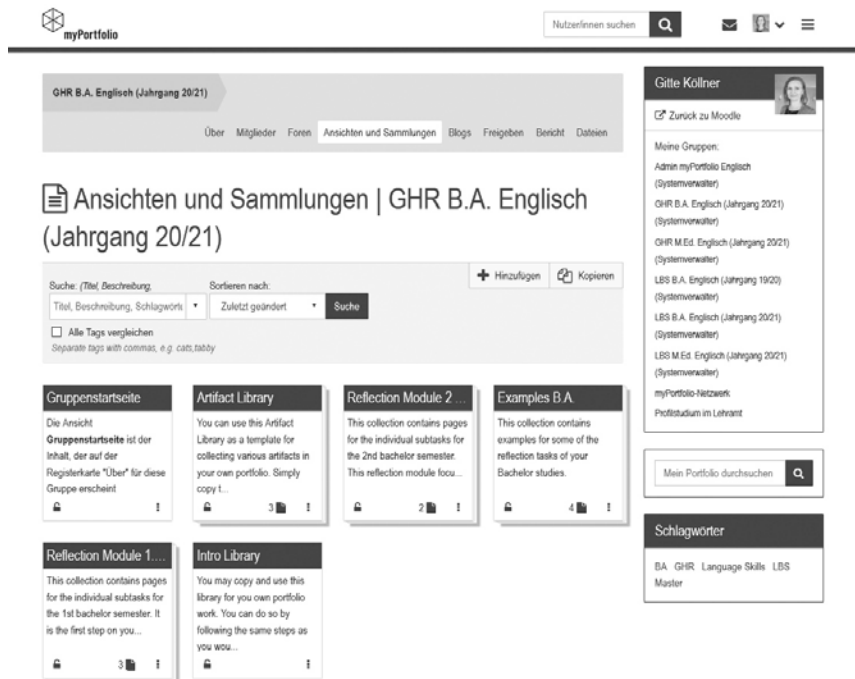 myPortfolio
Nutzer/innen suchen
GHR B.A. Englisch (Jahrgang 20/21)
Über Mitglieder Foren Ansichten und Sammlungen Blogs Freigeben Bericht Dateien
Ansichten und Sammlungen | GHR B.A. Englisch
(Jahrgang 20/21)
Hinzufügen Kopieren
Suche: (Titel, Beschreibung, Sortieren nach:
Titel, Beschreibung, Schlagwörte Zuletzt geändert Suche
Alle Tags vergleichen
Separate tags with commas, e.g. cats,tabby
Gruppenstartseite
Die Ansicht
Gruppenstartseite ist der
Inhalt, der auf der
Registerkarte "Über" für diese
Gruppe erscheint
Artifact Library
You can use this Artifact
Library as a template for
collecting various artifacts in
your own portfolio. Simply
copy t...
3
Reflection Module 2 ...
This collection contains pages
for the individual subtasks for
the 2nd bachelor semester.
This reflection module focu...
2
Examples B.A.
This collection contains
examples for some of the
reflection tasks of your
Bachelor studies.
4
Reflection Module 1....
This collection contains pages
for the individual subtasks for
the 1st bachelor semester. It
is the first step on you...
3
Intro Library
You may copy and use this
library for you own portfolio
work. You can do so by
following the same steps as
you wou...
Gitte Köllner
Zurück zu Moodle
Meine Gruppen:
Admin myPortfolio Englisch
(Systemverwalter)
GHR B.A. Englisch (Jahrgang 20/21)
(Systemverwalter)
GHR M.Ed. Englisch (Jahrgang 20/21)
(Systemverwalter)
LBS B.A. Englisch (Jahrgang 19/20)
(Systemverwalter)
LBS B.A. Englisch (Jahrgang 20/21)
(Systemverwalter)
LBS M.Ed. Englisch (Jahrgang 20/21)
(Systemverwalter)
myPortfolio-Netzwerk
Profilstudium im Lehramt
Mein Portfolio durchsuchen
Schlagwörter
BA GHR Language Skills LBS
Master